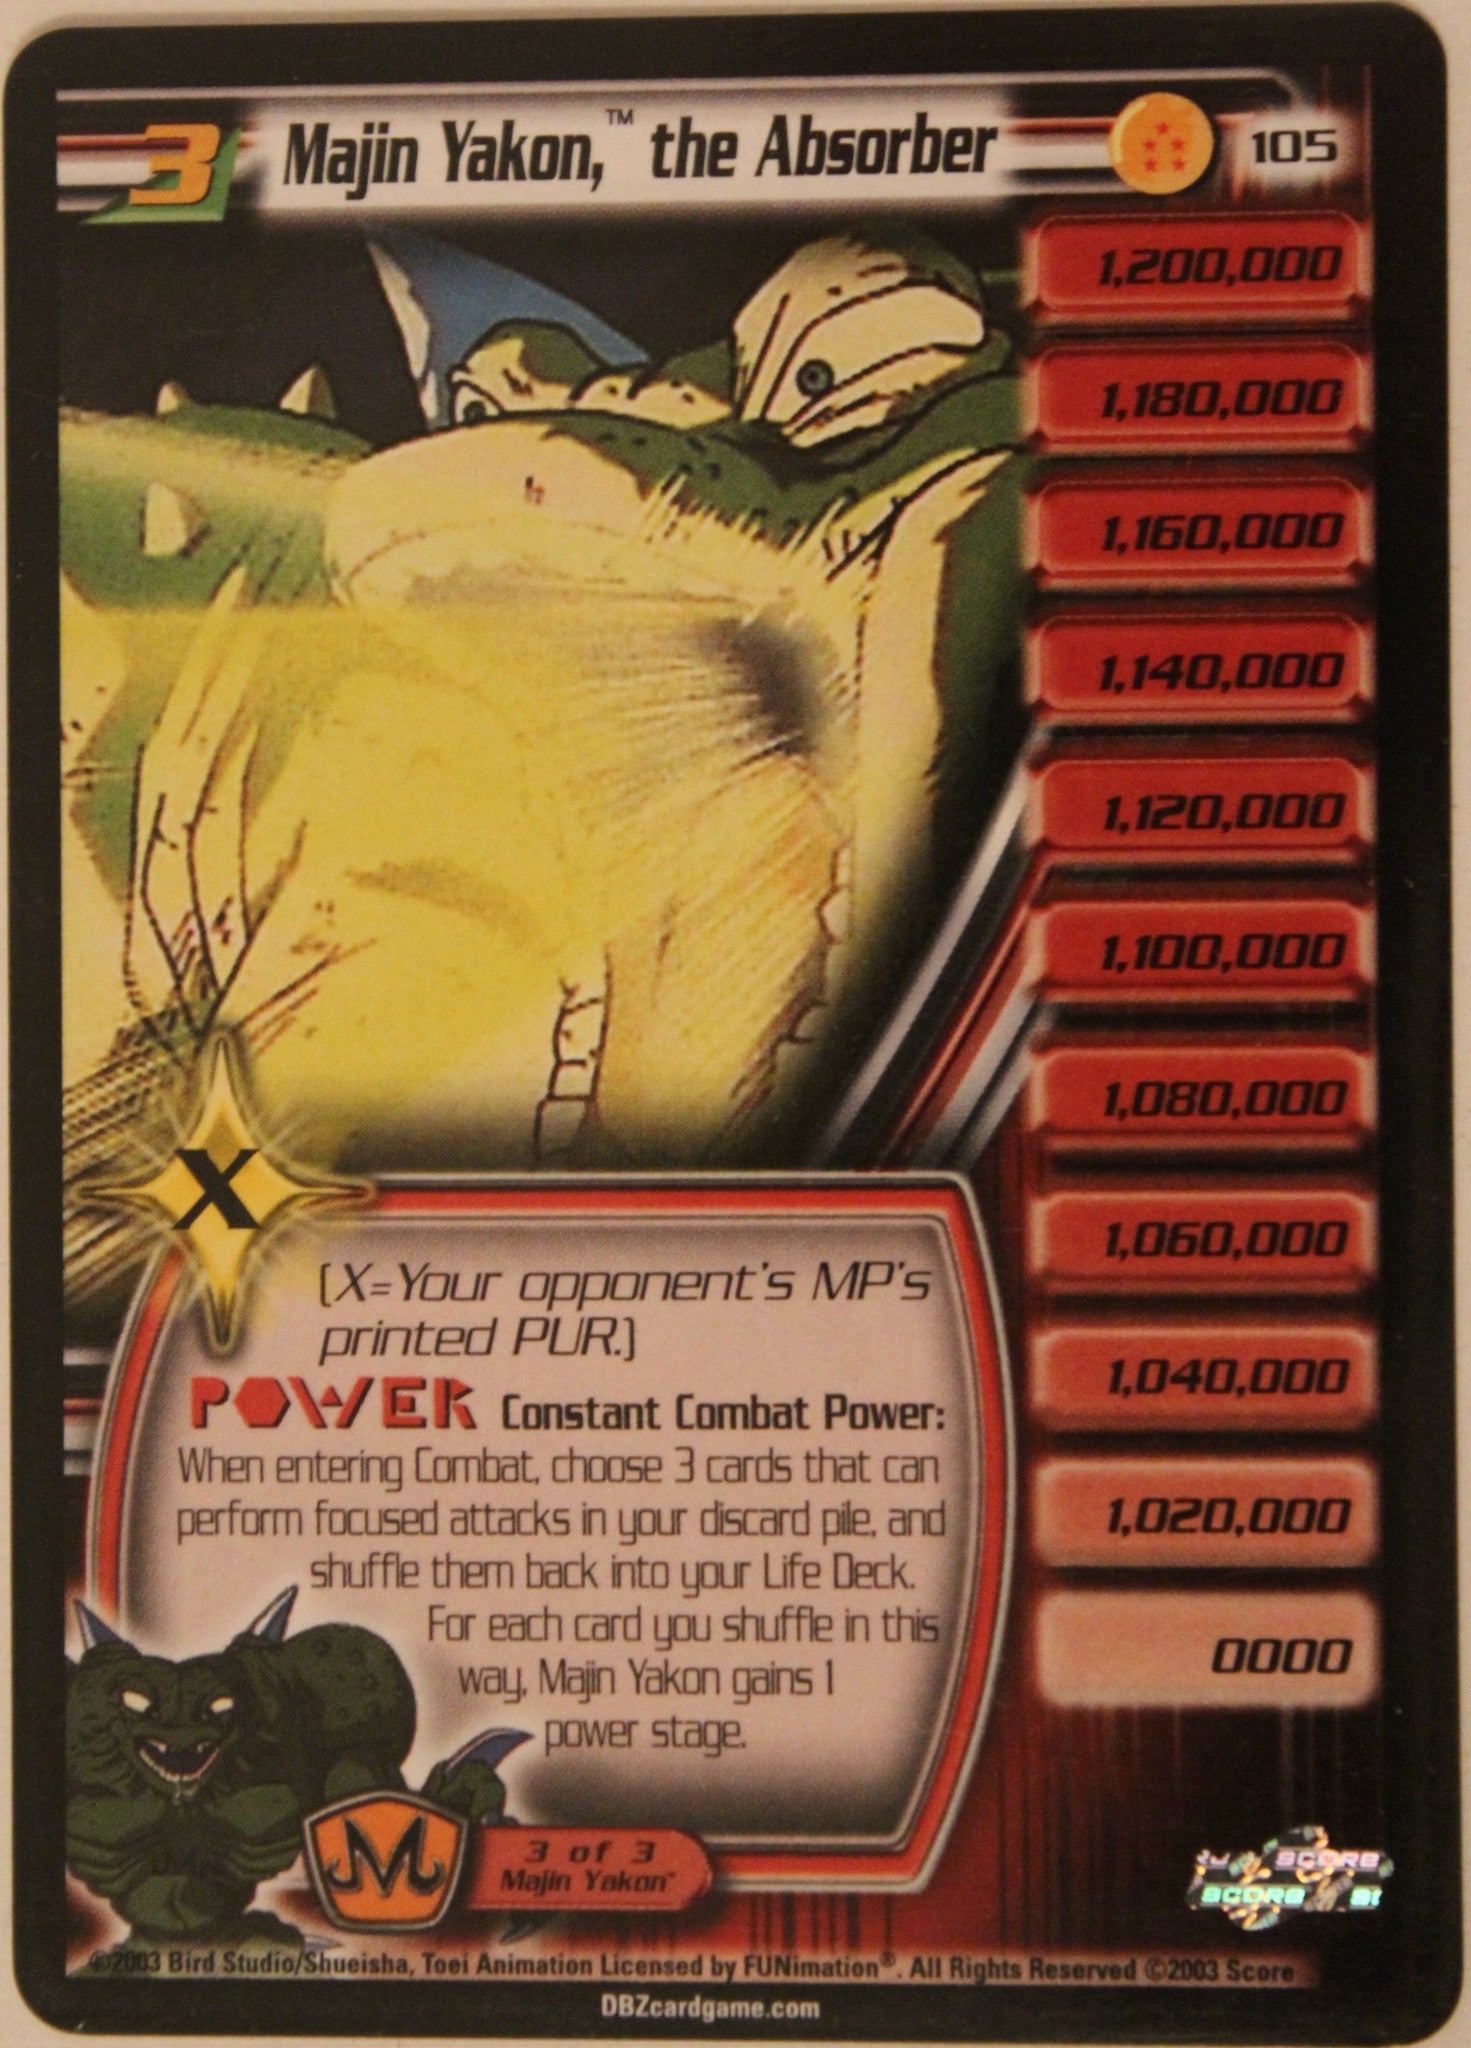 3 Majin Yakon,™ the Absorber 105
1,200,000
1,180,000
1,160,000
1,140,000
1,120,000
1,100,000
1,080,000
1,060,000
1,040,000
1,020,000
0000
X
(X=Your opponent's MP's
printed PUR.)
POWER Constant Combat Power:
When entering Combat, choose 3 cards that can
perform focused attacks in your discard pile, and
shuffle them back into your Life Deck.
For each card you shuffle in this
way, Majin Yakon gains 1
power stage.
M
3 of 3
Majin Yakon™
SCORE
SCORE
©2003 Bird Studio/Shueisha, Toei Animation Licensed by FUNimation®. All Rights Reserved ©2003 Score
DBZcardgame.com